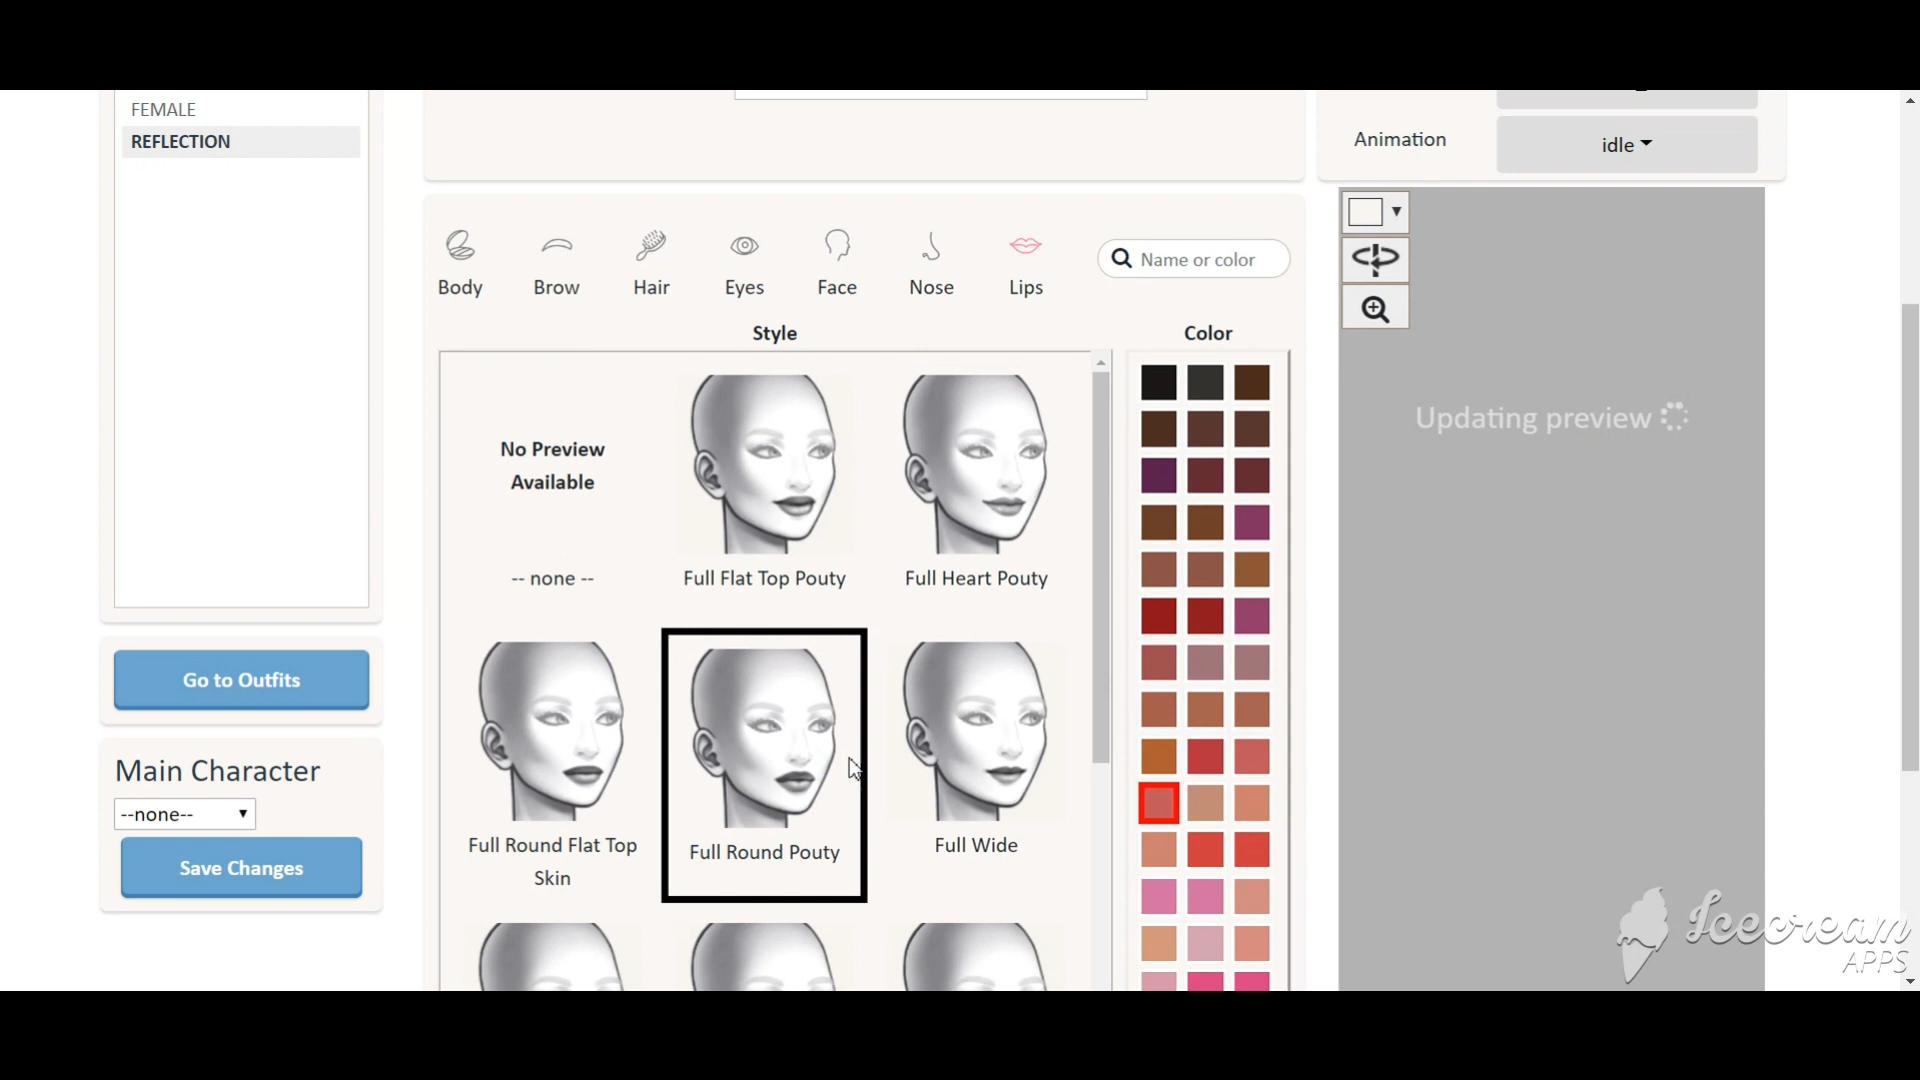 FEMALE
REFLECTION
Animation
idle
Body
Brow
Hair
Eyes
Face
Nose
Lips
Name or color
Style
Color
Updating preview
No Preview
Available
-- none --
Full Flat Top Pouty
Full Heart Pouty
Full Round Flat Top
Skin
Full Round Pouty
Full Wide
Go to Outfits
Main Character
--none--
Save Changes
Icecream
APPS